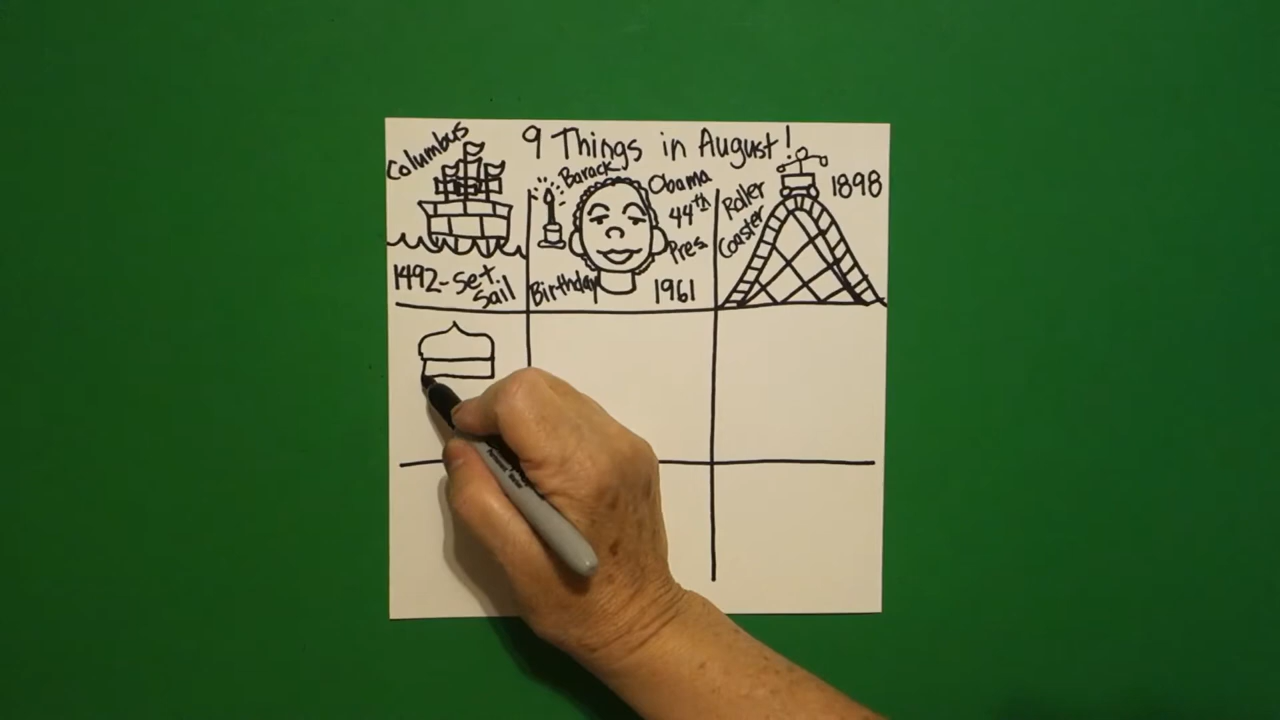 9 Things in August!
Columbus
1492-Set
Sail
Barack
Obama
44th
Pres.
Birthday
1961
Roller
Coaster
1898